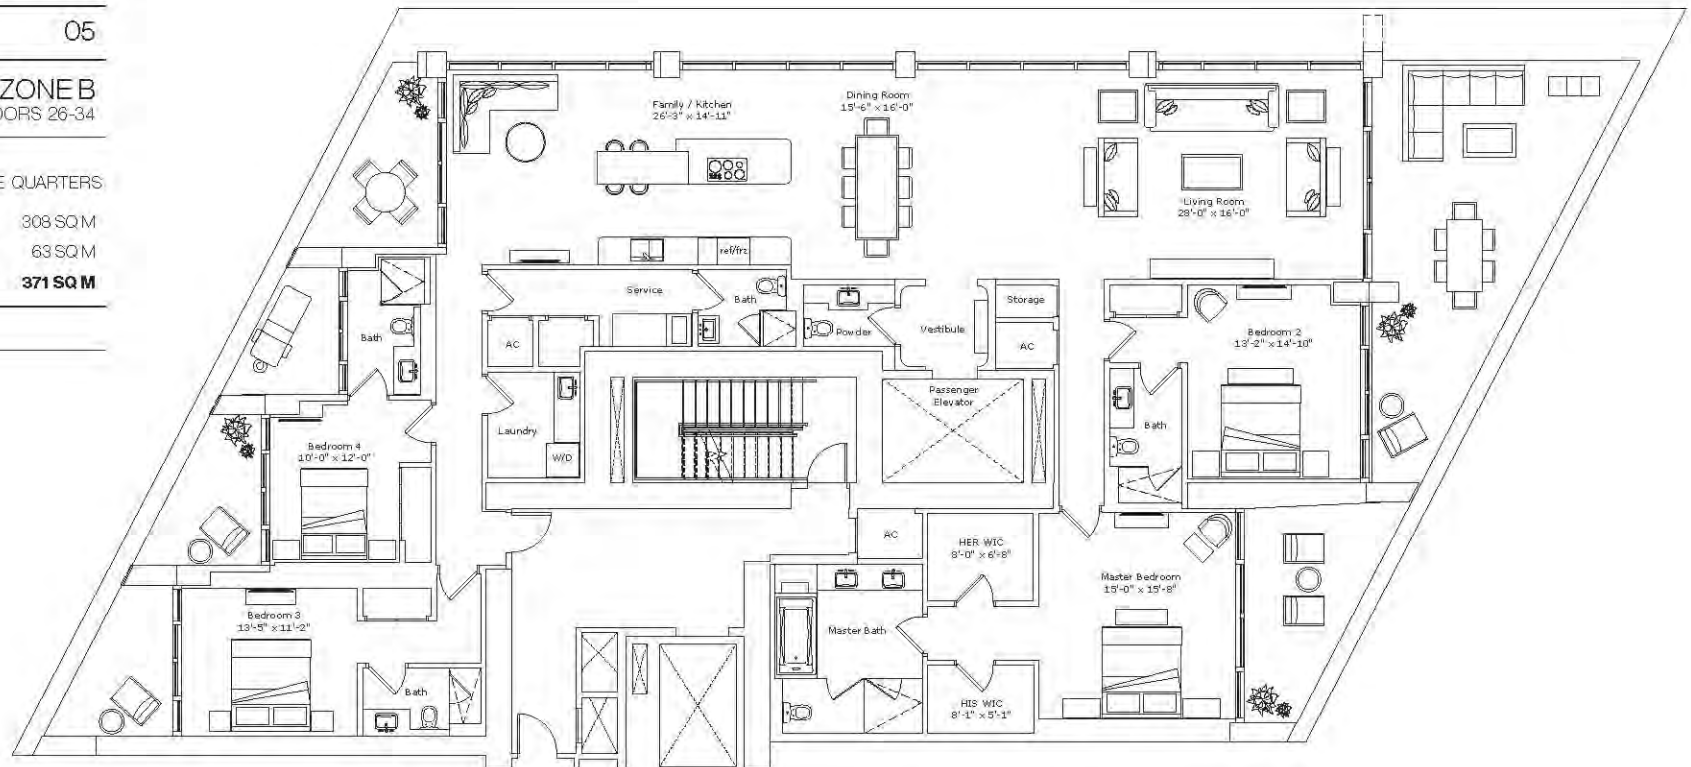 05
ZONE B
ORS 26-34
E QUARTERS
308 SQ M
63 SQ M
371 SQ M
Family / Kitchen
26'-3" x 14'-11"
Dining Room
15'-6" x 16'-0"
Living Room
28'-0" x 16'-0"
ref/frz
Service
Bath
Powder
Vestibule
Storage
AC
AC
Bath
Bedroom 2
13'-2" x 14'-10"
Passenger
Elevator
Bath
Laundry
W/D
Bedroom 4
10'-0" x 12'-0"
AC
HER WIC
8'-0" x 6'-8"
Master Bedroom
15'-0" x 15'-8"
Bedroom 3
13'-5" x 11'-2"
Master Bath
Bath
HIS WIC
8'-1" x 5'-1"